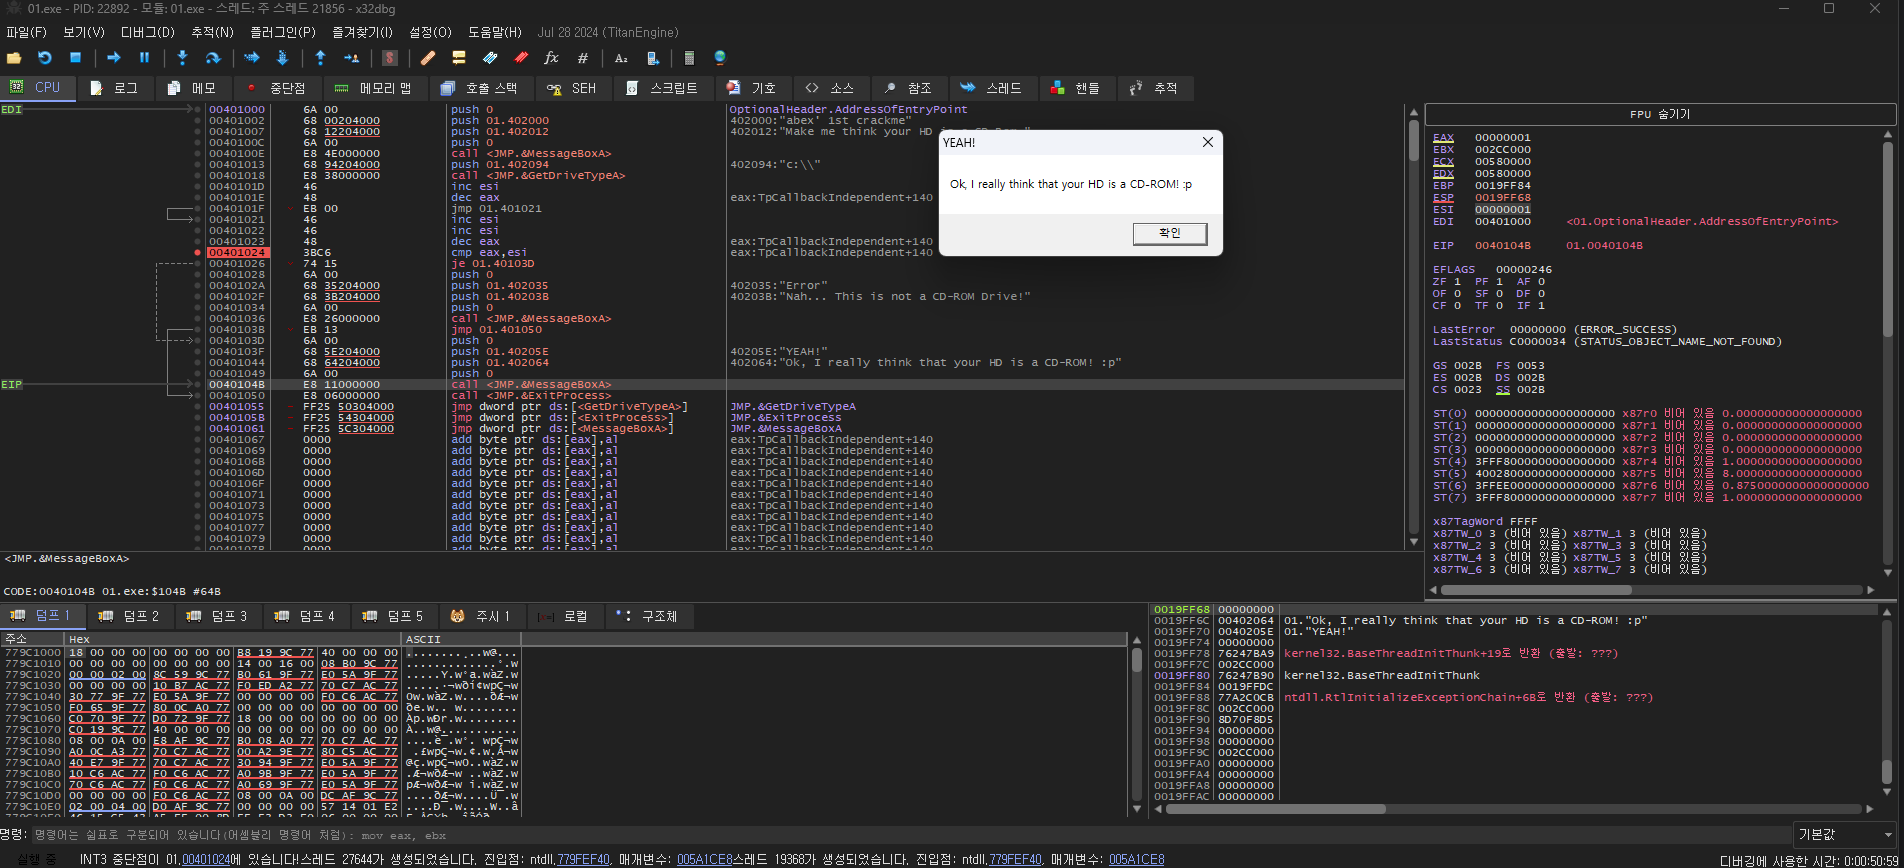 01.exe - PID: 22892 - 모듈: 01.exe - 스레드: 주 스레드 21856 - x32dbg
파일(F) 보기(V) 디버그(D) 추적(N) 플러그인(P) 즐겨찾기(I) 설정(O) 도움말(H) Jul 28 2024 (TitanEngine)
CPU 로그 메모 중단점 메모리 맵 호출 스택 SEH 스크립트 기호 소스 참조 스레드 핸들 추적
EDI
00401000 6A 00 push 0 OptionalHeader.AddressOfEntryPoint
00401002 68 00204000 push 01.402000 402000:"abex' 1st crackme"
00401007 68 12204000 push 01.402012 402012:"Make me think your HD
0040100C 6A 00 push 0
0040100E E8 4E000000 call <JMP.&MessageBoxA>
00401013 68 94204000 push 01.402094 402094:"c:\\"
00401018 E8 38000000 call <JMP.&GetDriveTypeA>
0040101D 46 inc esi
0040101E 48 dec eax eax:TpCallbackIndependent+140
0040101F EB 00 jmp 01.401021
00401021 46 inc esi
00401022 46 inc esi
00401023 48 dec eax eax:TpCallbackIndependent+140
00401024 3BC6 cmp eax,esi eax:TpCallbackIndependent+140
00401026 74 15 je 01.40103D
00401028 6A 00 push 0
0040102A 68 35204000 push 01.402035 402035:"Error"
0040102F 68 3B204000 push 01.40203B 40203B:"Nah... This is not a CD-ROM Drive!"
00401034 6A 00 push 0
00401036 E8 26000000 call <JMP.&MessageBoxA>
0040103B EB 13 jmp 01.401050
0040103D 6A 00 push 0
0040103F 68 5E204000 push 01.40205E 40205E:"YEAH!"
00401044 68 64204000 push 01.402064 402064:"Ok, I really think that your HD is a CD-ROM! :p"
00401049 6A 00 push 0
EIP 0040104B E8 11000000 call <JMP.&MessageBoxA>
00401050 E8 06000000 call <JMP.&ExitProcess>
00401055 FF25 50304000 jmp dword ptr ds:[<GetDriveTypeA>] JMP.&GetDriveTypeA
0040105B FF25 54304000 jmp dword ptr ds:[<ExitProcess>] JMP.&ExitProcess
00401061 FF25 5C304000 jmp dword ptr ds:[<MessageBoxA>] JMP.&MessageBoxA
00401067 0000 add byte ptr ds:[eax],al eax:TpCallbackIndependent+140
00401069 0000 add byte ptr ds:[eax],al eax:TpCallbackIndependent+140
0040106B 0000 add byte ptr ds:[eax],al eax:TpCallbackIndependent+140
0040106D 0000 add byte ptr ds:[eax],al eax:TpCallbackIndependent+140
0040106F 0000 add byte ptr ds:[eax],al eax:TpCallbackIndependent+140
00401071 0000 add byte ptr ds:[eax],al eax:TpCallbackIndependent+140
00401073 0000 add byte ptr ds:[eax],al eax:TpCallbackIndependent+140
00401075 0000 add byte ptr ds:[eax],al eax:TpCallbackIndependent+140
00401077 0000 add byte ptr ds:[eax],al eax:TpCallbackIndependent+140
00401079 0000 add byte ptr ds:[eax],al eax:TpCallbackIndependent+140
0040107B 0000 add byte ptr ds:[eax],al eax:TpCallbackIndependent+140
YEAH!
Ok, I really think that your HD is a CD-ROM! :p
확인
<JMP.&MessageBoxA>
CODE:0040104B 01.exe:$104B #64B
FPU 숨기기
EAX 00000001
EBX 002CC000
ECX 00580000
EDX 00580000
EBP 0019FF84
ESP 0019FF68
ESI 00000001
EDI 00401000 <01.OptionalHeader.AddressOfEntryPoint>
EIP 0040104B 01.0040104B
EFLAGS 00000246
ZF 1 PF 1 AF 0
OF 0 SF 0 DF 0
CF 0 TF 0 IF 1
LastError 00000000 (ERROR_SUCCESS)
LastStatus C0000034 (STATUS_OBJECT_NAME_NOT_FOUND)
GS 002B FS 0053
ES 002B DS 002B
CS 0023 SS 002B
ST(0) 00000000000000000000 x87r0 비어 있음 0.000000000000000000
ST(1) 00000000000000000000 x87r1 비어 있음 0.000000000000000000
ST(2) 00000000000000000000 x87r2 비어 있음 0.000000000000000000
ST(3) 00000000000000000000 x87r3 비어 있음 0.000000000000000000
ST(4) 3FFF8000000000000000 x87r4 비어 있음 1.000000000000000000
ST(5) 40028000000000000000 x87r5 비어 있음 8.000000000000000000
ST(6) 3FFEE000000000000000 x87r6 비어 있음 0.8750000000000000000
ST(7) 3FFF8000000000000000 x87r7 비어 있음 1.000000000000000000
x87TagWord FFFF
x87TW_0 3 (비어 있음) x87TW_1 3 (비어 있음)
x87TW_2 3 (비어 있음) x87TW_3 3 (비어 있음)
x87TW_4 3 (비어 있음) x87TW_5 3 (비어 있음)
x87TW_6 3 (비어 있음) x87TW_7 3 (비어 있음)
덤프 1 덤프 2 덤프 3 덤프 4 덤프 5 주시 1 로컬 구조체
주소 Hex ASCII
779C1000 18 00 00 00 00 00 00 00 B8 19 9C 77 40 00 00 00
779C1010 00 00 00 00 00 00 00 00 14 00 16 00 08 B0 9C 77
779C1020 00 00 02 00 8C 59 9C 77 B0 61 9F 77 E0 5A 9F 77
779C1030 00 00 00 00 10 B7 AC 77 F0 ED A2 77 70 C7 AC 77
779C1040 30 77 9F 77 E0 5A 9F 77 00 00 00 00 F0 C6 AC 77
779C1050 F0 65 9F 77 80 0C A0 77 00 00 00 00 00 00 00 00
779C1060 C0 70 9F 77 D0 72 9F 77 18 00 00 00 00 00 00 00
779C1070 C0 19 9C 77 40 00 00 00 00 00 00 00 00 00 00 00
779C1080 08 00 0A 00 E8 AF 9C 77 B0 08 A0 77 70 C7 AC 77
779C1090 A0 0C A3 77 70 C7 AC 77 00 A2 9E 77 80 C5 AC 77
779C10A0 40 E7 9F 77 70 C7 AC 77 30 94 9F 77 E0 5A 9F 77
779C10B0 10 C6 AC 77 F0 C6 AC 77 A0 9B 9F 77 E0 5A 9F 77
779C10C0 70 C6 AC 77 F0 C6 AC 77 A0 69 9F 77 E0 5A 9F 77
779C10D0 00 00 00 00 F0 C6 AC 77 08 00 0A 00 DC AF 9C 77
779C10E0 02 00 04 00 D0 AF 9C 77 00 00 00 00 57 14 01 E2
0019FF68 00000000
0019FF6C 00402064 01."Ok, I really think that your HD is a CD-ROM! :p"
0019FF70 0040205E 01."YEAH!"
0019FF74 00000000
0019FF78 76247BA9 kernel32.BaseThreadInitThunk+19로 반환 (출발: ???)
0019FF7C 002CC000
0019FF80 76247B90 kernel32.BaseThreadInitThunk
0019FF84 0019FFDC
0019FF88 77A2C0CB ntdll.RtlInitializeExceptionChain+6B로 반환 (출발: ???)
0019FF8C 002CC000
0019FF90 8D70F8D5
0019FF94 00000000
0019FF98 00000000
0019FF9C 002CC000
0019FFA0 00000000
0019FFA4 00000000
0019FFA8 00000000
0019FFAC 00000000
명령: 명령어는 쉼표로 구분되어 있습니다(어셈블리 명령어 처럼): mov eax, ebx 기본값
실행 중 INT3 중단점이 01.00401024에 있습니다!스레드 27644가 생성되었습니다, 진입점: ntdll.779FEF40, 매개변수: 005A1CE8스레드 19368가 생성되었습니다, 진입점: ntdll.779FEF40, 매개변수: 005A1CE8 디버깅에 사용한 시간: 0:00:50:59